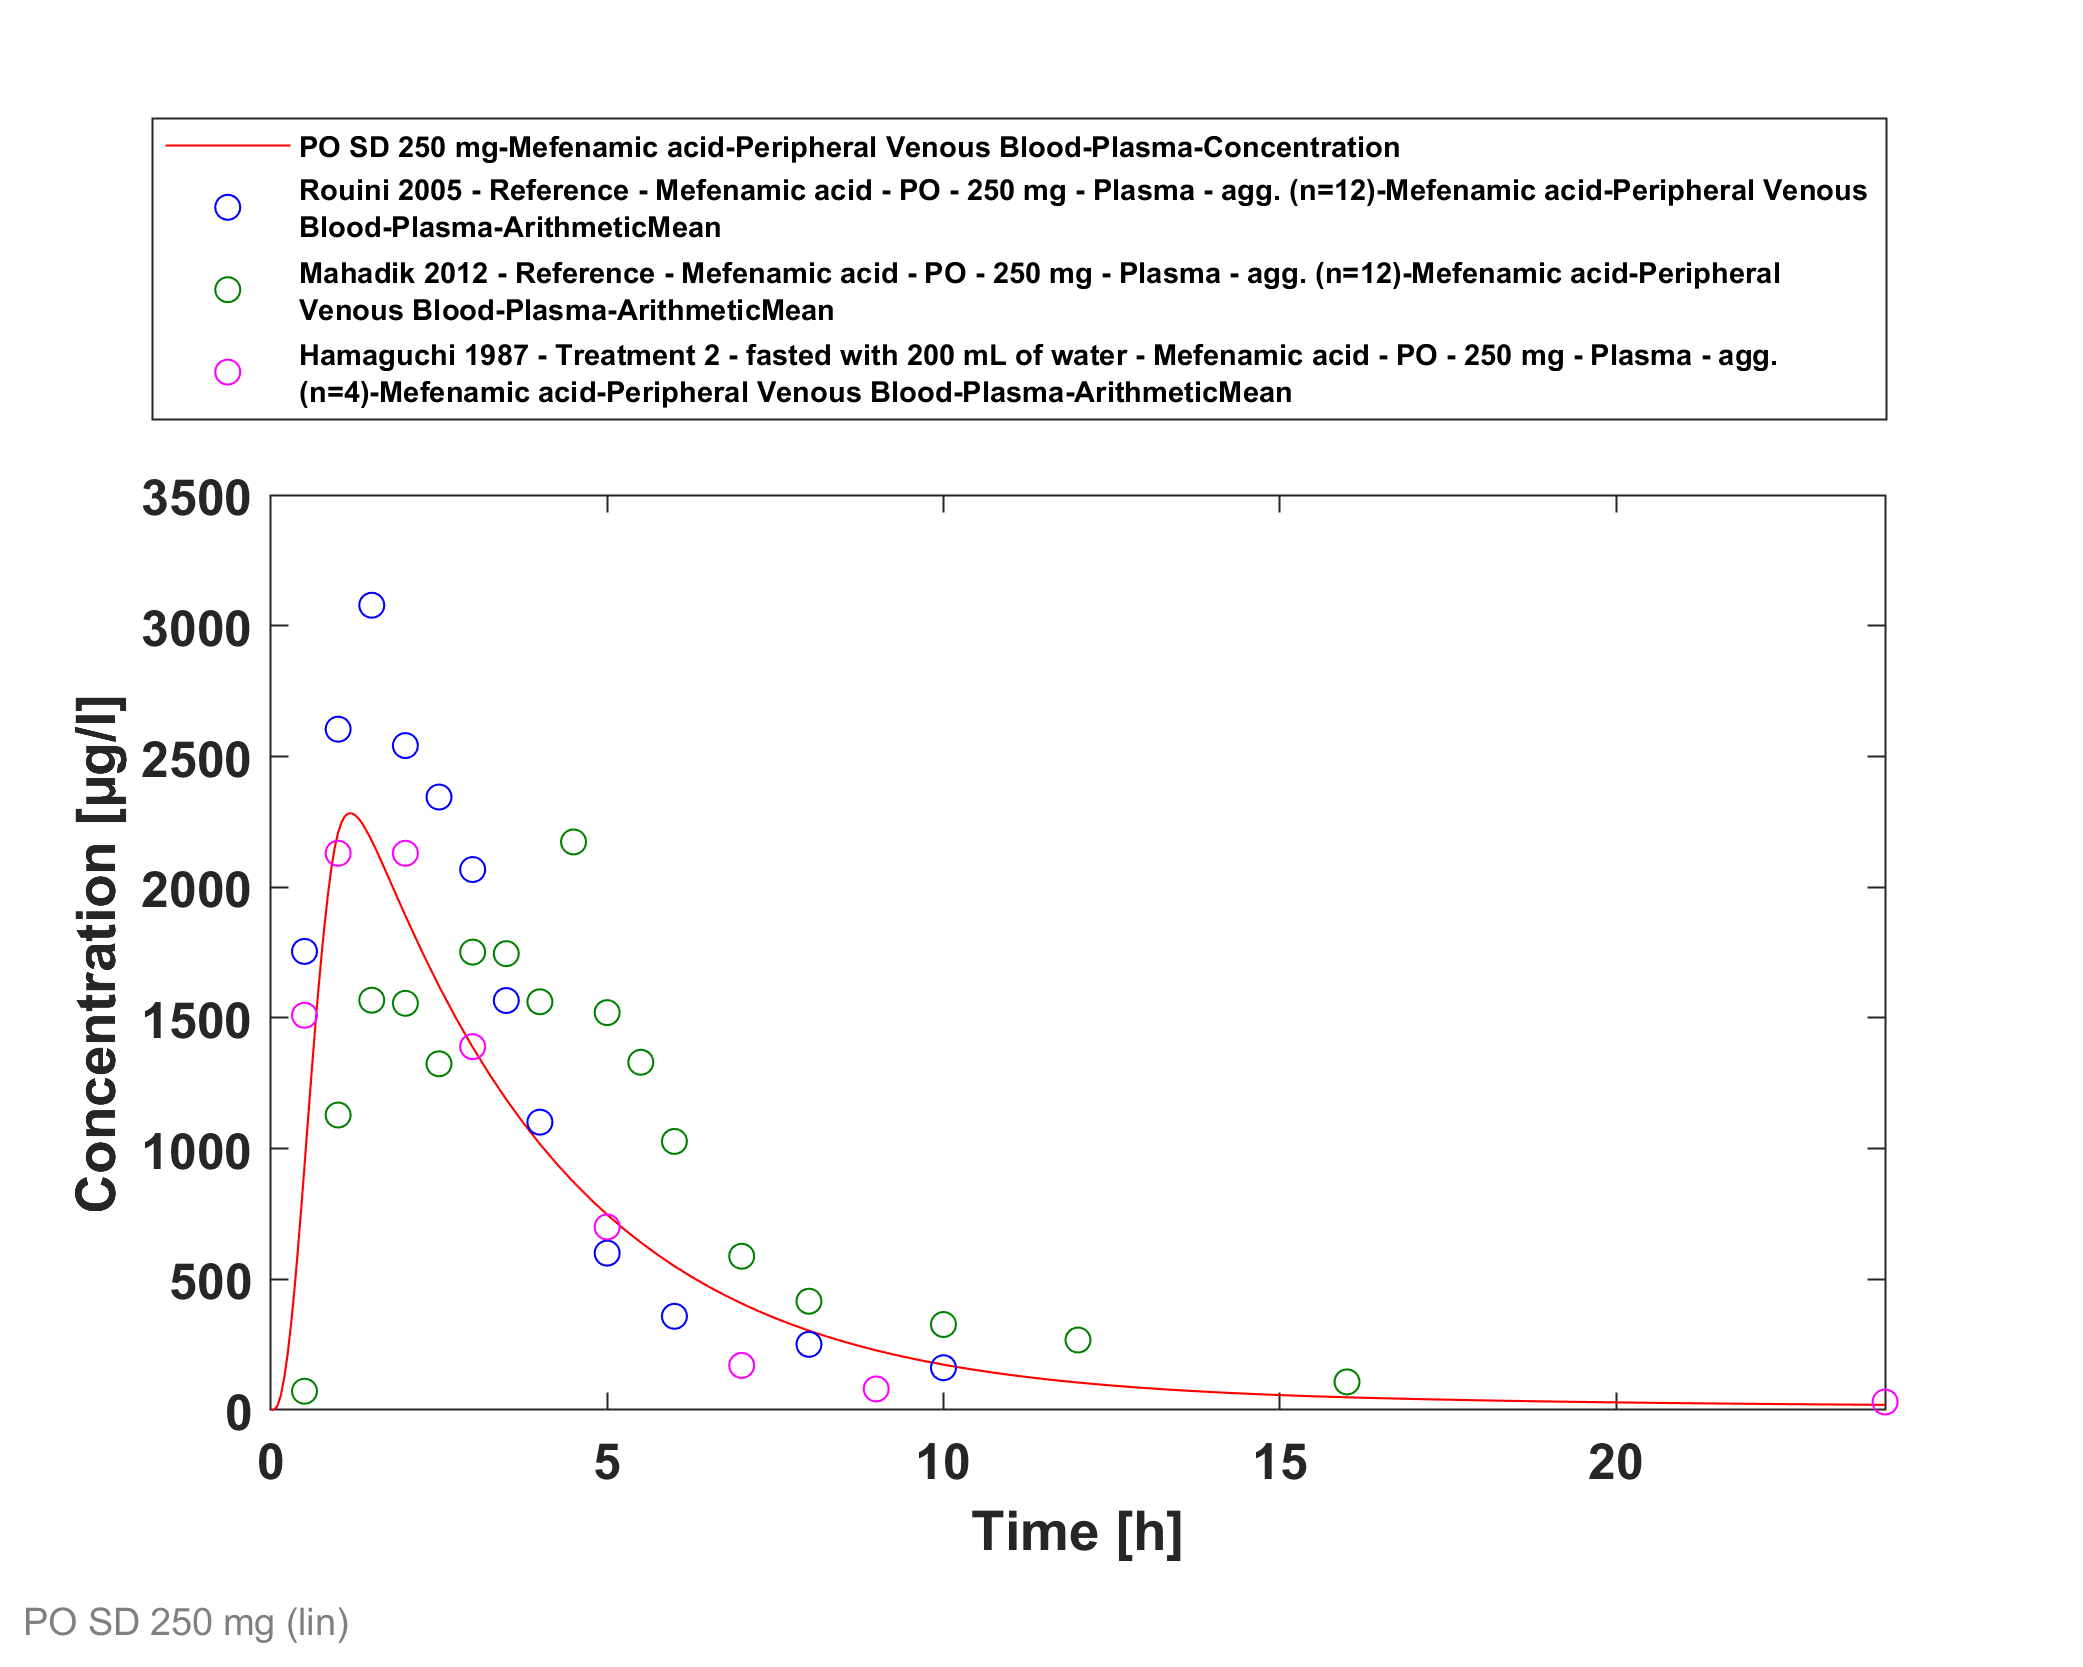 PO SD 250 mg-Mefenamic acid-Peripheral Venous Blood-Plasma-Concentration
Rouini 2005 - Reference - Mefenamic acid - PO - 250 mg - Plasma - agg. (n=12)-Mefenamic acid-Peripheral Venous
Blood-Plasma-ArithmeticMean
Mahadik 2012 - Reference - Mefenamic acid - PO - 250 mg - Plasma - agg. (n=12)-Mefenamic acid-Peripheral
Venous Blood-Plasma-ArithmeticMean
Hamaguchi 1987 - Treatment 2 - fasted with 200 mL of water - Mefenamic acid - PO - 250 mg - Plasma - agg.
(n=4)-Mefenamic acid-Peripheral Venous Blood-Plasma-ArithmeticMean
3500
3000
2500
2000
1500
1000
500
0
Concentration [µg/l]
0 5 10 15 20
Time [h]
PO SD 250 mg (lin)